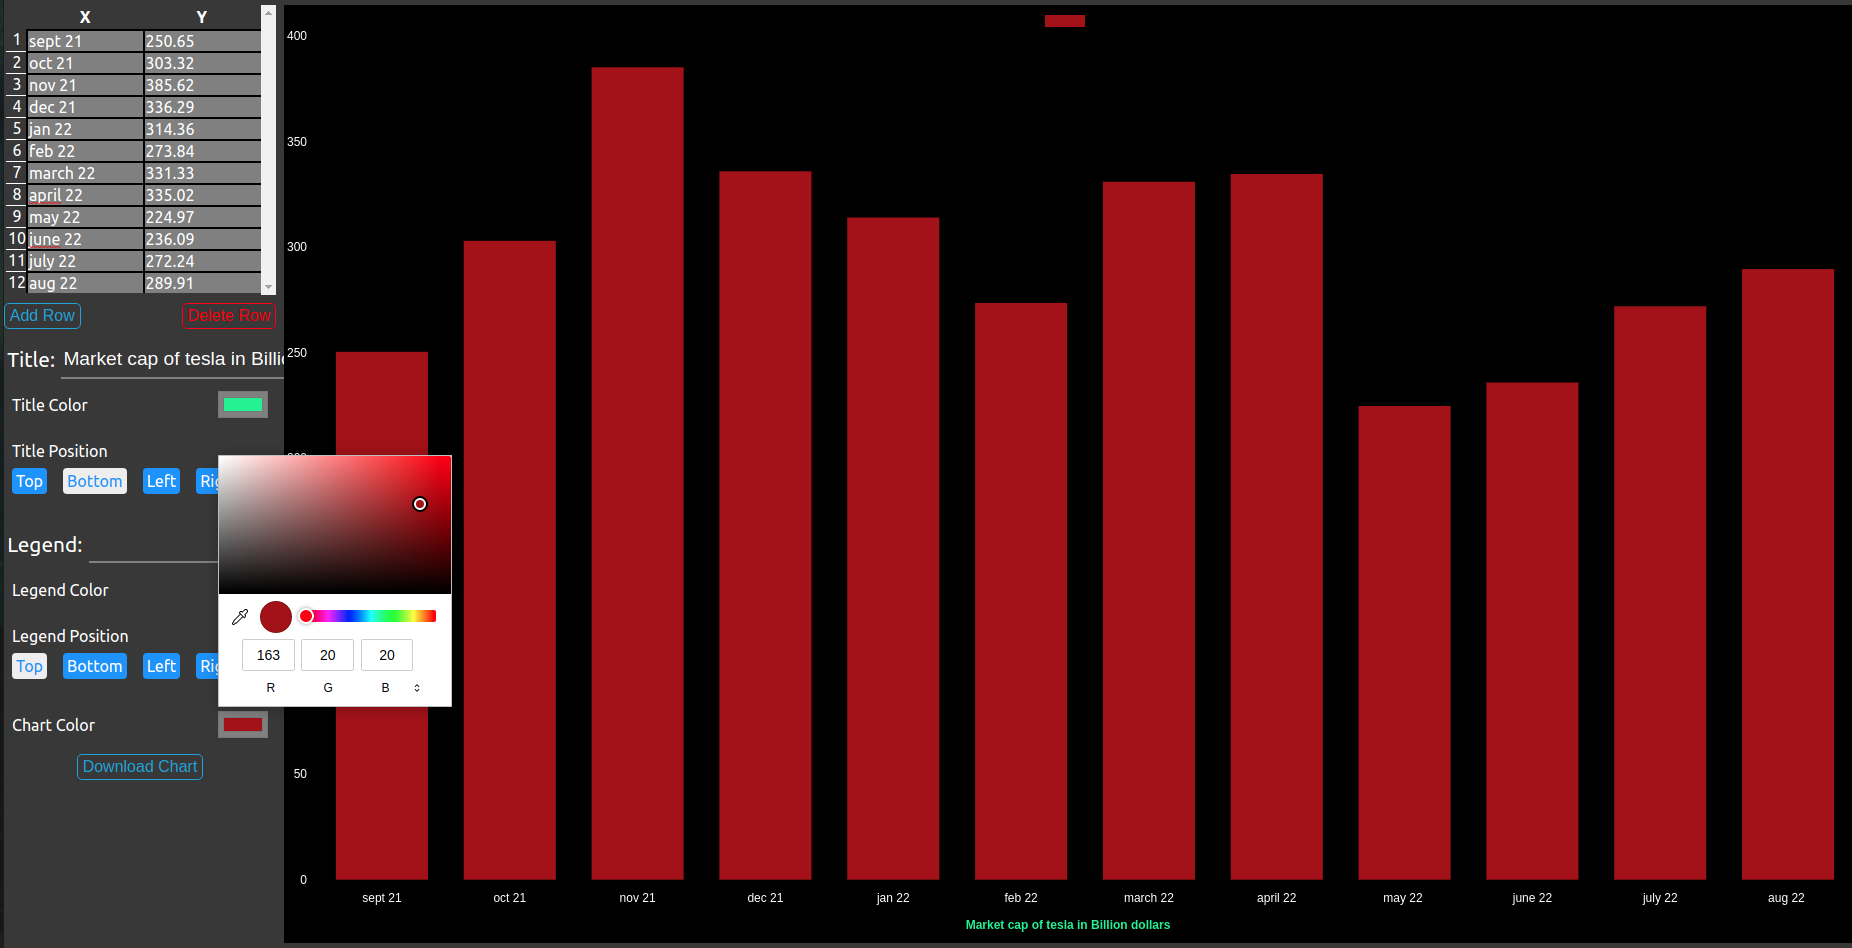 X Y
1 sept 21 250.65
2 oct 21 303.32
3 nov 21 385.62
4 dec 21 336.29
5 jan 22 314.36
6 feb 22 273.84
7 march 22 331.33
8 april 22 335.02
9 may 22 224.97
10 june 22 236.09
11 july 22 272.24
12 aug 22 289.91
Add Row Delete Row
Title: Market cap of tesla in Billi
Title Color
Title Position
Top Bottom Left Rig
Legend:
Legend Color
Legend Position
Top Bottom Left Rig
163 20 20
R G B
Chart Color
Download Chart
400
350
300
250
50
0
sept 21 oct 21 nov 21 dec 21 jan 22 feb 22 march 22 april 22 may 22 june 22 july 22 aug 22
Market cap of tesla in Billion dollars